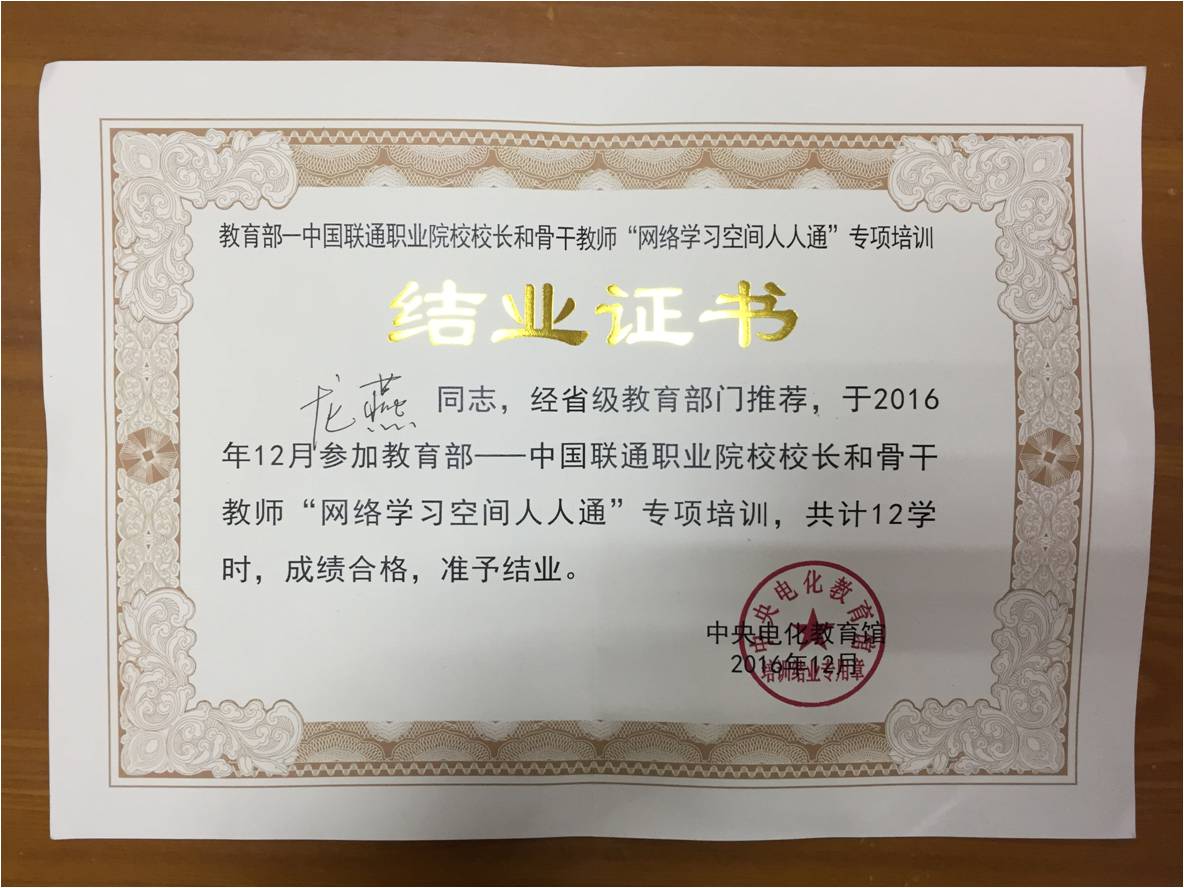 教育部—中国联通职业院校校长和骨干教师“网络学习空间人人通”专项培训
结业证书
龙燕 同志，经省级教育部门推荐，于2016
年12月参加教育部——中国联通职业院校校长和骨干
教师“网络学习空间人人通”专项培训，共计12学
时，成绩合格，准予结业。
中央电化教育馆
2016年12月
中央电化教育馆
培训结业专用章